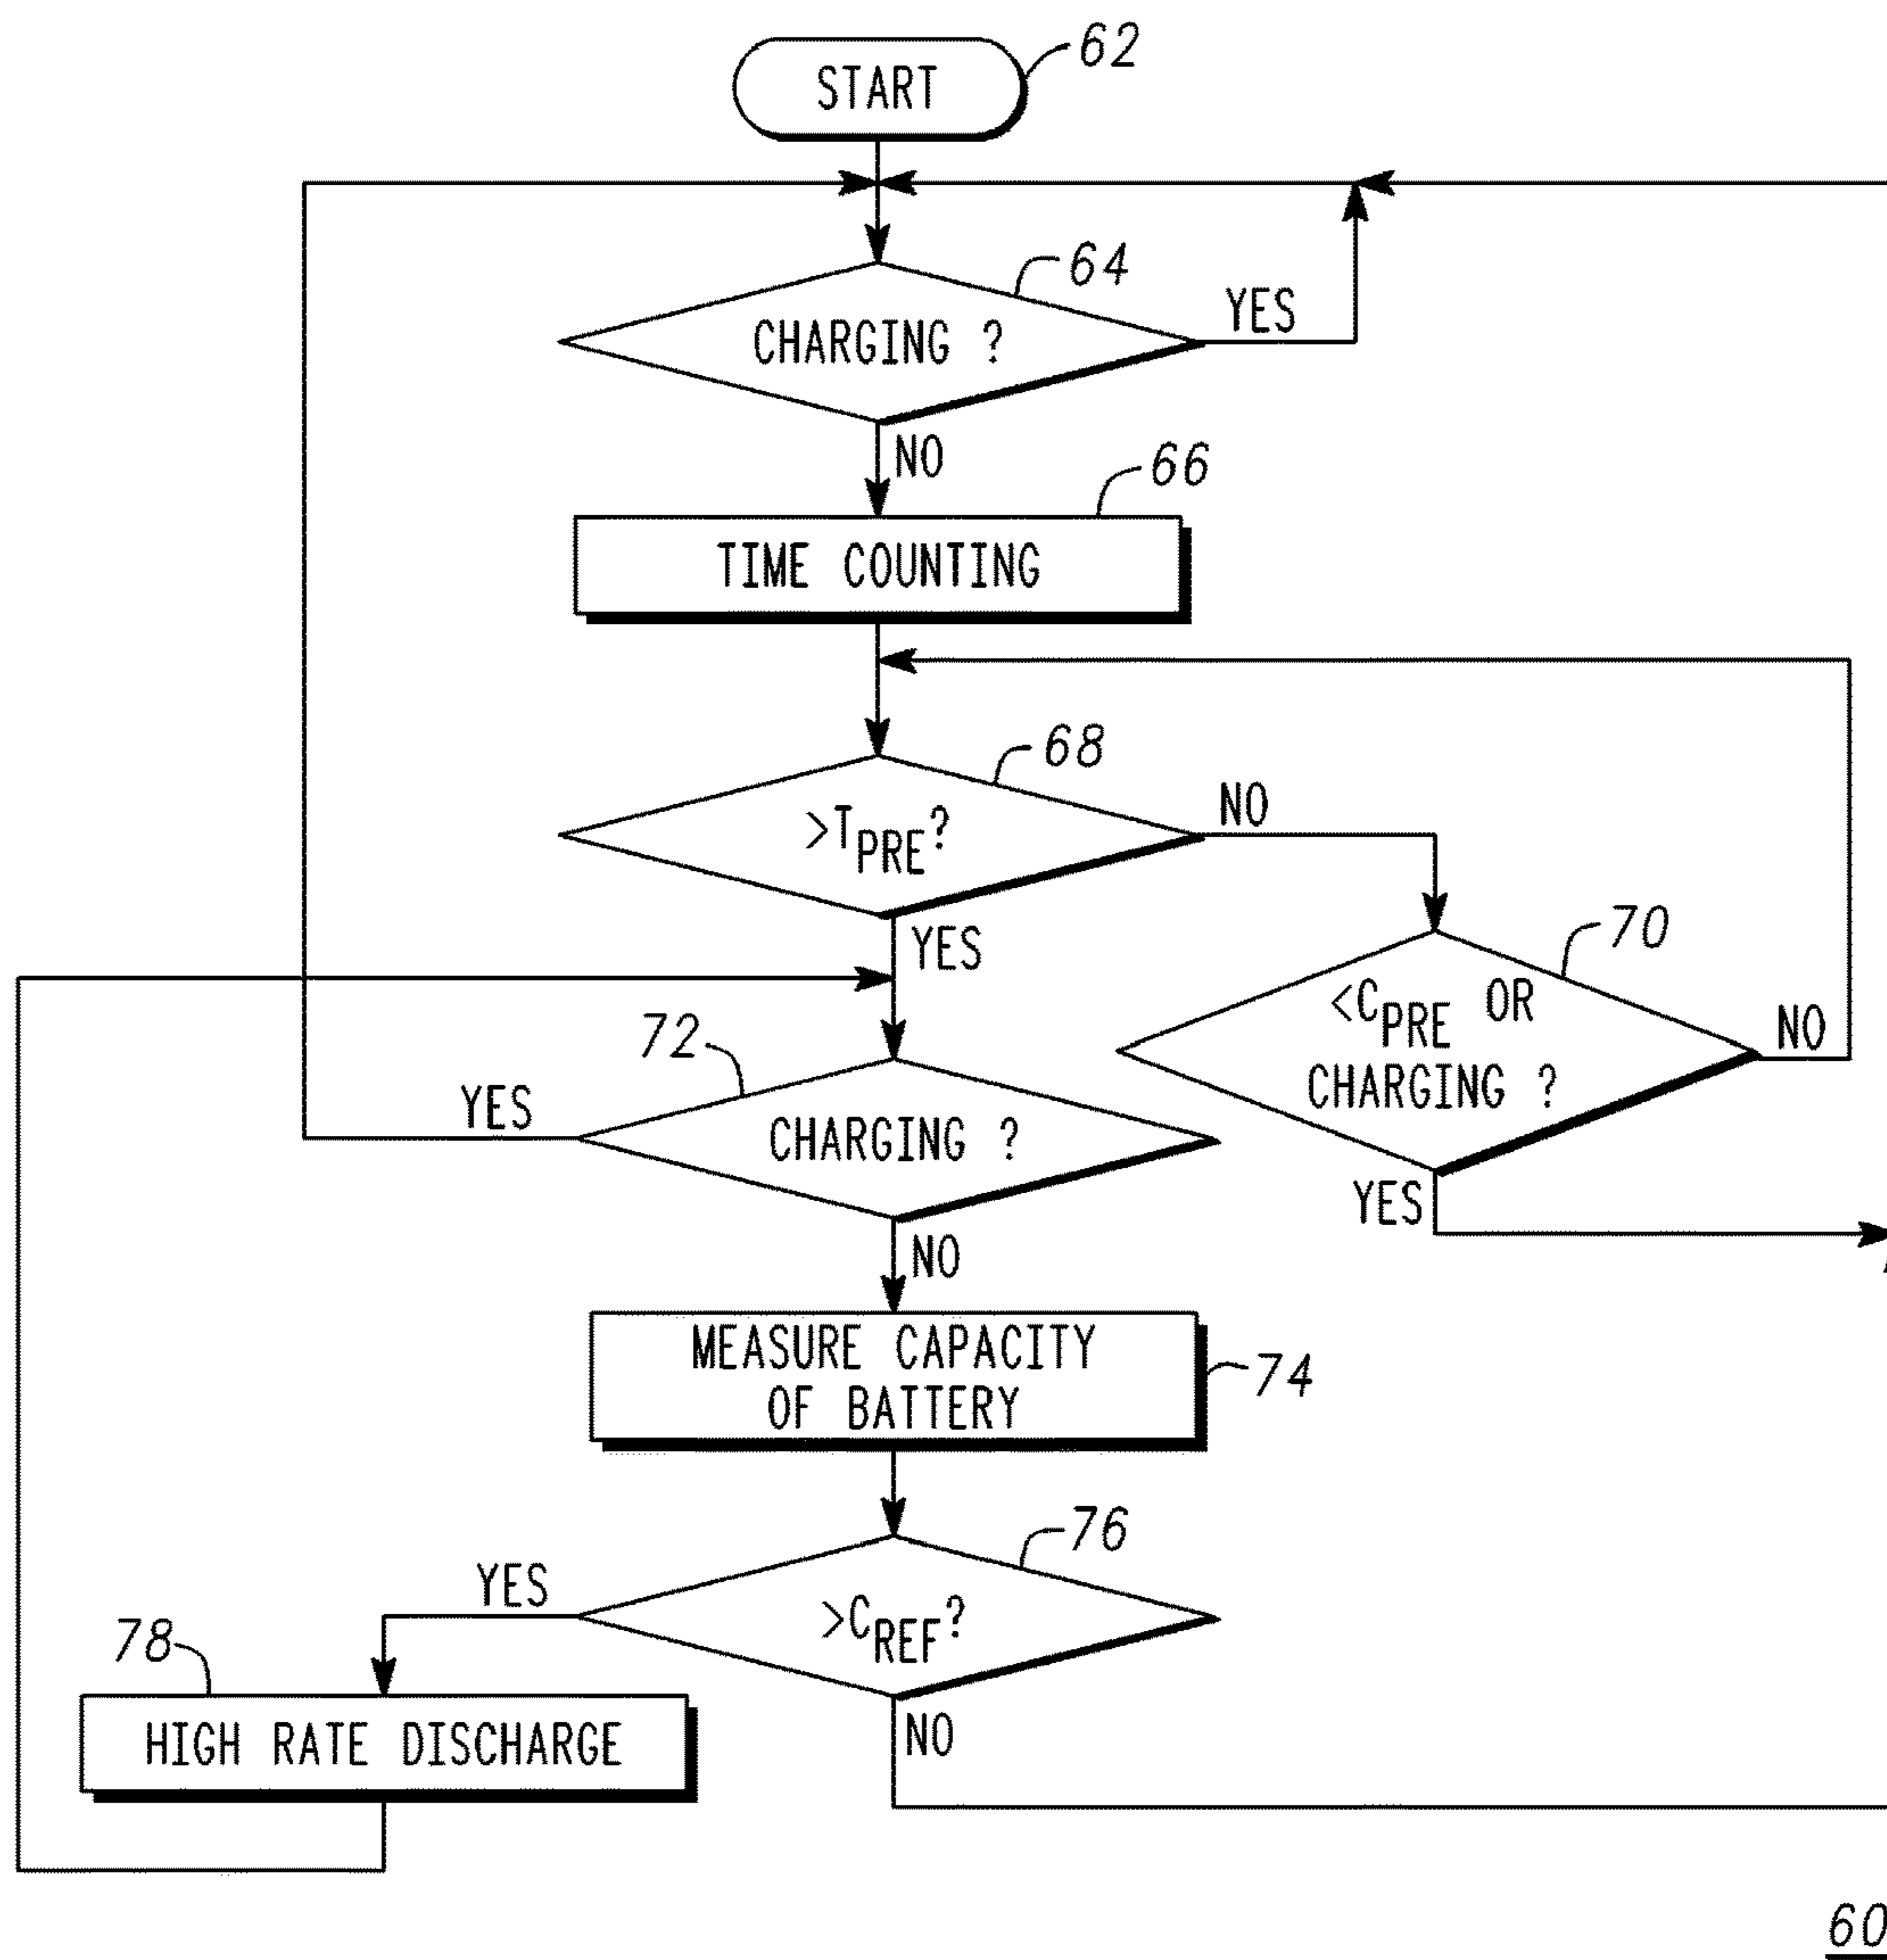 START
62
CHARGING ?
64
YES
NO
66
TIME COUNTING
68
>TPRE?
NO
YES
70
<CPRE OR
CHARGING ?
NO
YES
72
YES
CHARGING ?
NO
MEASURE CAPACITY
OF BATTERY
74
76
YES
>CREF?
NO
78
HIGH RATE DISCHARGE
60